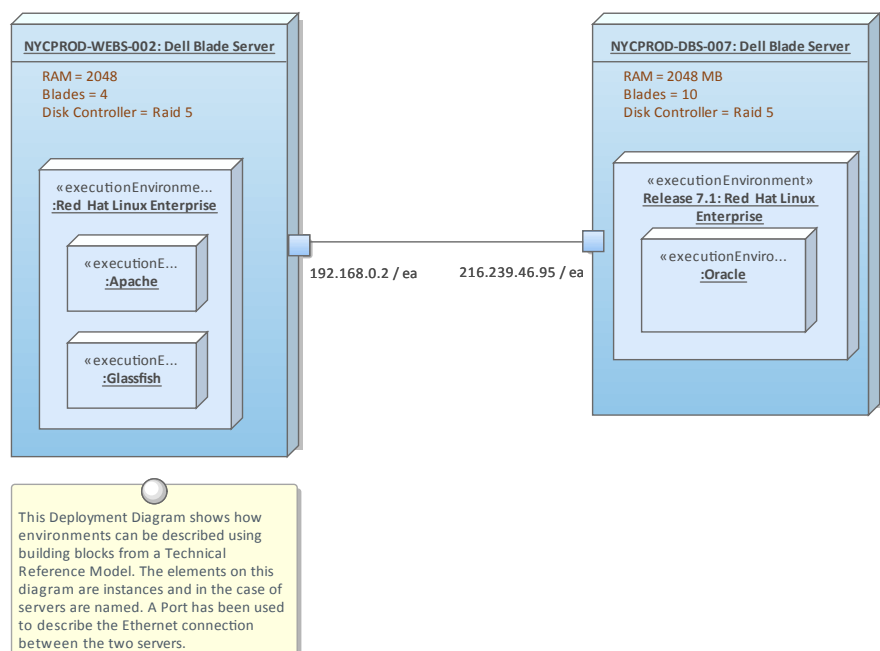 NYCPROD-WEBS-002: Dell Blade Server
RAM = 2048
Blades = 4
Disk Controller = Raid 5
«executionEnvironme...
:Red Hat Linux Enterprise
«executionE...
:Apache
«executionE...
:Glassfish
192.168.0.2 / ea
216.239.46.95 / ea
NYCPROD-DBS-007: Dell Blade Server
RAM = 2048 MB
Blades = 10
Disk Controller = Raid 5
«executionEnvironment»
Release 7.1: Red Hat Linux
Enterprise
«executionEnviro...
:Oracle
This Deployment Diagram shows how
environments can be described using
building blocks from a Technical
Reference Model. The elements on this
diagram are instances and in the case of
servers are named. A Port has been used
to describe the Ethernet connection
between the two servers.